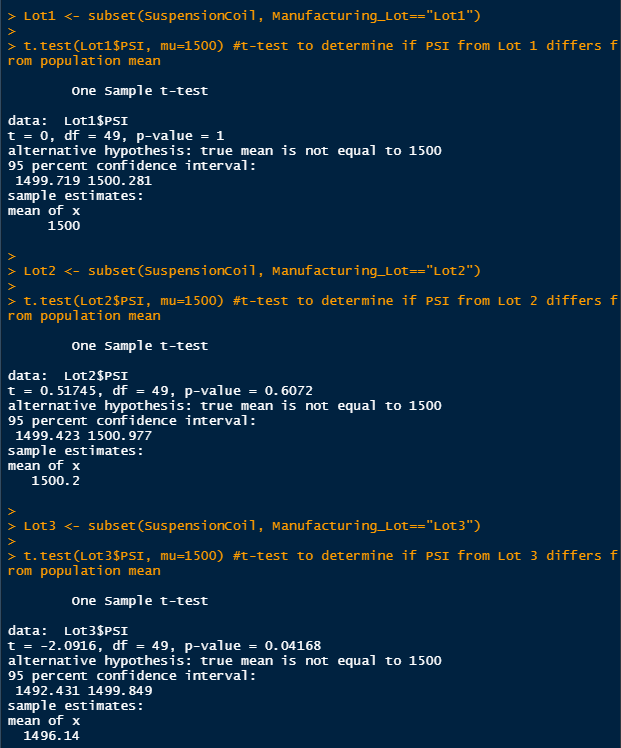 > Lot1 <- subset(SuspensionCoil, Manufacturing_Lot=="Lot1")
>
> t.test(Lot1$PSI, mu=1500) #t-test to determine if PSI from Lot 1 differs f
rom population mean
One Sample t-test
data:  Lot1$PSI
t = 0, df = 49, p-value = 1
alternative hypothesis: true mean is not equal to 1500
95 percent confidence interval:
1499.719 1500.281
sample estimates:
mean of x
1500
>
> Lot2 <- subset(SuspensionCoil, Manufacturing_Lot=="Lot2")
>
> t.test(Lot2$PSI, mu=1500) #t-test to determine if PSI from Lot 2 differs f
rom population mean
One Sample t-test
data:  Lot2$PSI
t = 0.51745, df = 49, p-value = 0.6072
alternative hypothesis: true mean is not equal to 1500
95 percent confidence interval:
1499.423 1500.977
sample estimates:
mean of x
1500.2
>
> Lot3 <- subset(SuspensionCoil, Manufacturing_Lot=="Lot3")
>
> t.test(Lot3$PSI, mu=1500) #t-test to determine if PSI from Lot 3 differs f
rom population mean
One Sample t-test
data:  Lot3$PSI
t = -2.0916, df = 49, p-value = 0.04168
alternative hypothesis: true mean is not equal to 1500
95 percent confidence interval:
1492.431 1499.849
sample estimates:
mean of x
1496.14